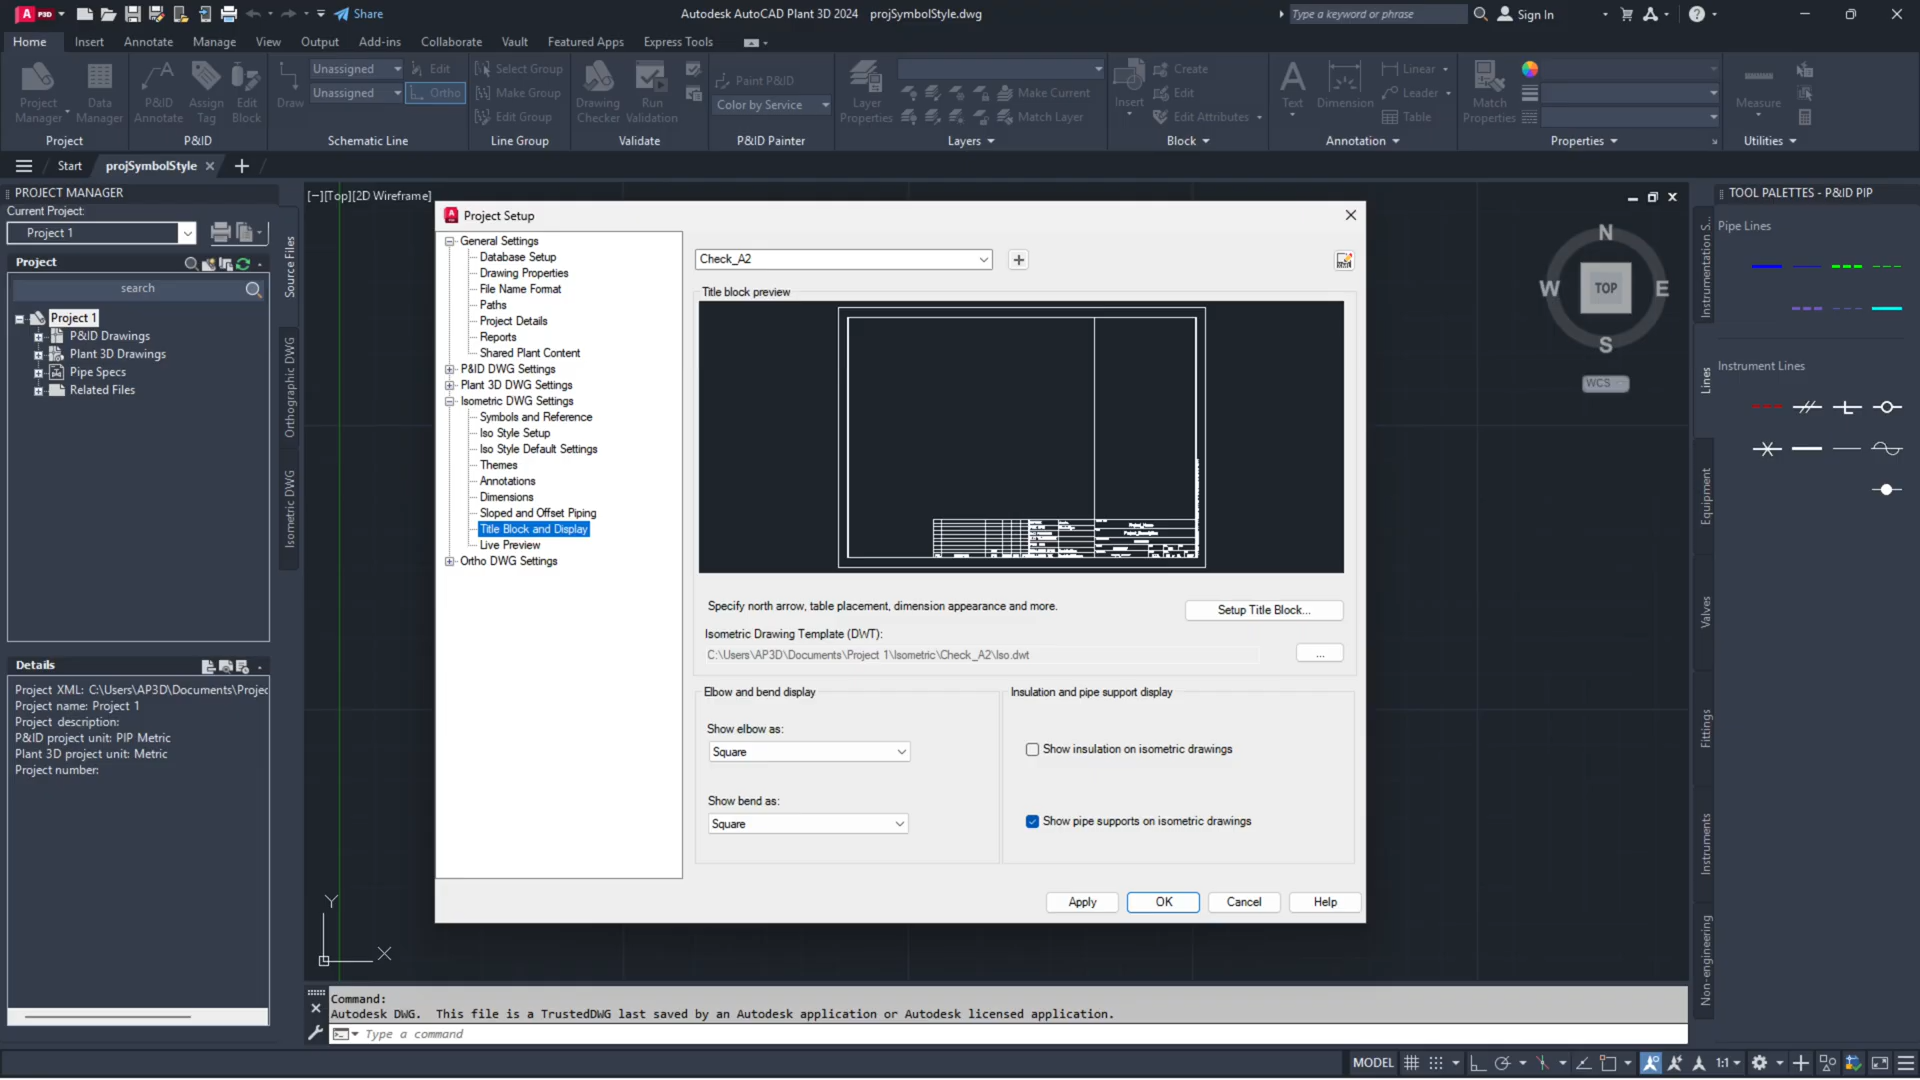 P3D
Share
Autodesk AutoCAD Plant 3D 2024 projSymbolStyle.dwg
Type a keyword or phrase
Sign In
Home
Insert
Annotate
Manage
View
Output
Add-ins
Collaborate
Vault
Featured Apps
Express Tools
Project Manager
Data Manager
Project
P&ID Annotate
Assign Tag
Edit Block
P&ID
Draw
Unassigned
Edit
Unassigned
Ortho
Schematic Line
Select Group
Make Group
Edit Group
Line Group
Drawing Checker
Run Validation
Validate
Paint P&ID
Color by Service
P&ID Painter
Layer Properties
Make Current
Match Layer
Layers
Insert
Create
Edit
Edit Attributes
Block
Text
Dimension
Linear
Leader
Table
Annotation
Match Properties
Properties
Measure
Utilities
Start
projSymbolStyle
PROJECT MANAGER
Current Project:
Project 1
Project
search
Project 1
P&ID Drawings
Plant 3D Drawings
Pipe Specs
Related Files
Source Files
Orthographic DWG
Isometric DWG
Details
Project XML: C:\Users\AP3D\Documents\Projec
Project name: Project 1
Project description:
P&ID project unit: PIP Metric
Plant 3D project unit: Metric
Project number:
[−][Top][2D Wireframe]
Project Setup
General Settings
Database Setup
Drawing Properties
File Name Format
Paths
Project Details
Reports
Shared Plant Content
P&ID DWG Settings
Plant 3D DWG Settings
Isometric DWG Settings
Symbols and Reference
Iso Style Setup
Iso Style Default Settings
Themes
Annotations
Dimensions
Sloped and Offset Piping
Title Block and Display
Live Preview
Ortho DWG Settings
Check_A2
Title block preview
Project_Name
Project_Description
Specify north arrow, table placement, dimension appearance and more.
Setup Title Block...
Isometric Drawing Template (DWT):
C:\Users\AP3D\Documents\Project 1\Isometric\Check_A2\Iso.dwt
...
Elbow and bend display
Show elbow as:
Square
Show bend as:
Square
Insulation and pipe support display
Show insulation on isometric drawings
Show pipe supports on isometric drawings
Apply
OK
Cancel
Help
N
W
TOP
E
S
WCS
Y
X
Command:
Autodesk DWG. This file is a TrustedDWG last saved by an Autodesk application or Autodesk licensed application.
Type a command
TOOL PALETTES - P&ID PIP
Pipe Lines
Instrument Lines
Instrumentation S...
Lines
Equipment
Valves
Fittings
Instruments
Non-engineering
MODEL
1:1